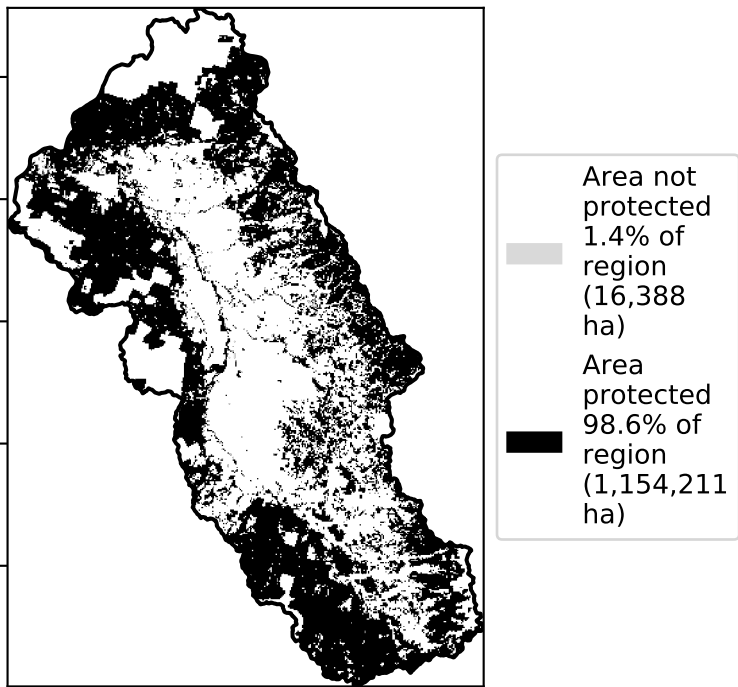 Area not
protected
1.4% of
region
(16,388
ha)
Area
protected
98.6% of
region
(1,154,211
ha)